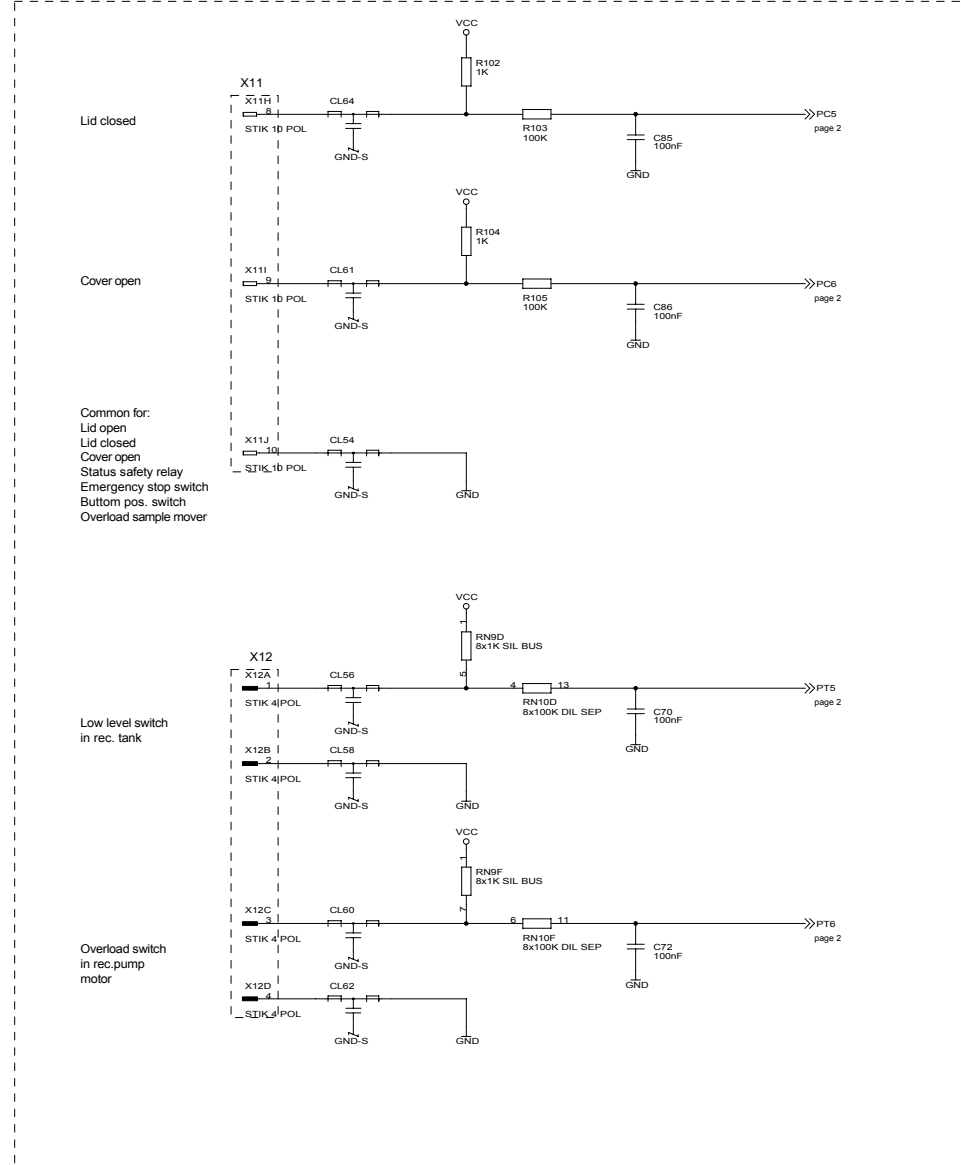 VCC
R102
1K
X11
X11H
8
STIK 10 POL
CL64
GND-S
Lid closed
R103
100K
C85
100nF
GND
PC5
page 2
VCC
R104
1K
Cover open
X11I
9
STIK 10 POL
CL61
GND-S
R105
100K
C86
100nF
GND
PC6
page 2
Common for:
Lid open
Lid closed
Cover open
Status safety relay
Emergency stop switch
Buttom pos. switch
Overload sample mover
X11J
10
STIK 10 POL
CL54
GND-S
GND
VCC
1
RN9D
8x1K SIL BUS
5
X12
X12A
1
STIK 4 POL
CL56
GND-S
4
13
RN10D
8x100K DIL SEP
C70
100nF
GND
PT5
page 2
Low level switch
in rec. tank
X12B
2
STIK 4 POL
CL58
GND-S
GND
VCC
1
RN9F
8x1K SIL BUS
7
X12C
3
STIK 4 POL
CL60
GND-S
6
11
RN10F
8x100K DIL SEP
C72
100nF
GND
PT6
page 2
Overload switch
in rec.pump
motor
X12D
4
STIK 4 POL
CL62
GND-S
GND